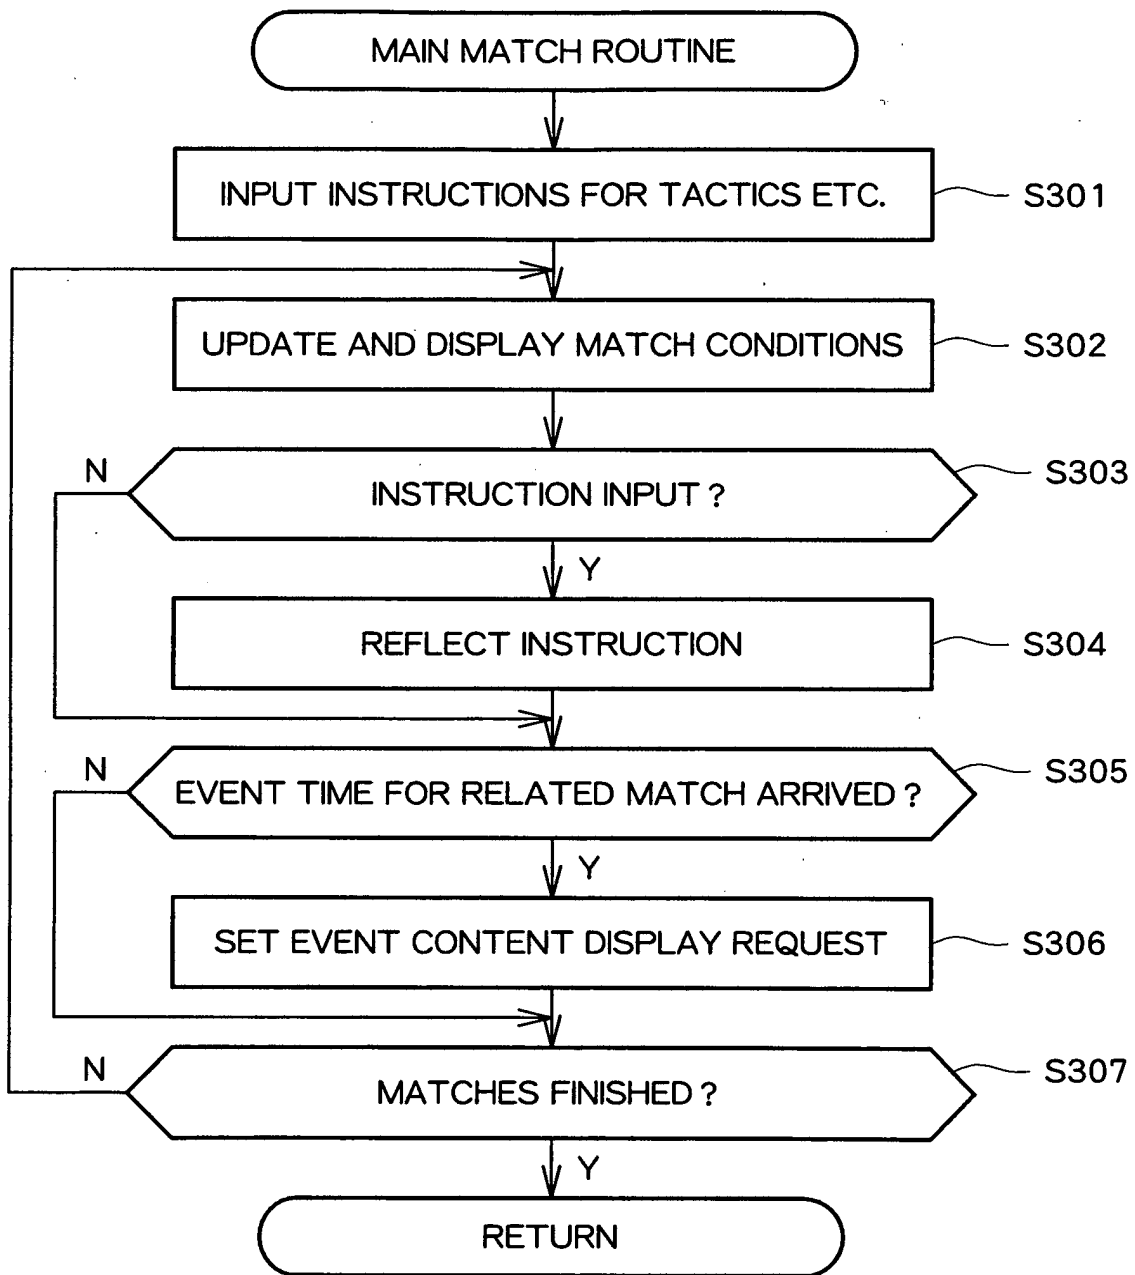 MAIN MATCH ROUTINE
INPUT INSTRUCTIONS FOR TACTICS ETC.
S301
UPDATE AND DISPLAY MATCH CONDITIONS
S302
N
INSTRUCTION INPUT ?
S303
Y
REFLECT INSTRUCTION
S304
N
EVENT TIME FOR RELATED MATCH ARRIVED ?
S305
Y
SET EVENT CONTENT DISPLAY REQUEST
S306
N
MATCHES FINISHED ?
S307
Y
RETURN